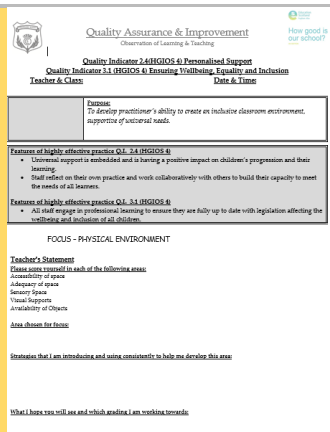 Quality Assurance & Improvement
Observation of Learning & Teaching
How good is
our school?
Quality Indicator 2.4(HGIOS 4) Personalised Support
Quality Indicator 3.1 (HGIOS 4) Ensuring Wellbeing, Equality and Inclusion
Teacher & Class: Date & Time:
Purpose:
To develop practitioner's ability to create an inclusive classroom environment,
supportive of universal needs.
Features of highly effective practice Q.I. 2.4 (HGIOS 4)
• Universal support is embedded and is having a positive impact on children's progression and their
learning.
• Staff reflect on their own practice and work collaboratively with others to build their capacity to meet
the needs of all learners.
Features of highly effective practice Q.I. 3.1 (HGIOS 4)
• All staff engage in professional learning to ensure they are fully up to date with legislation affecting the
wellbeing and inclusion of all children.
FOCUS – PHYSICAL ENVIRONMENT
Teacher's Statement
Please score yourself in each of the following areas:
Accessibility of space
Adequacy of space
Sensory Space
Visual Supports
Availability of Objects
Area chosen for focus:
Strategies that I am introducing and using consistently to help me develop this area:
What I hope you will see and which grading I am working towards: